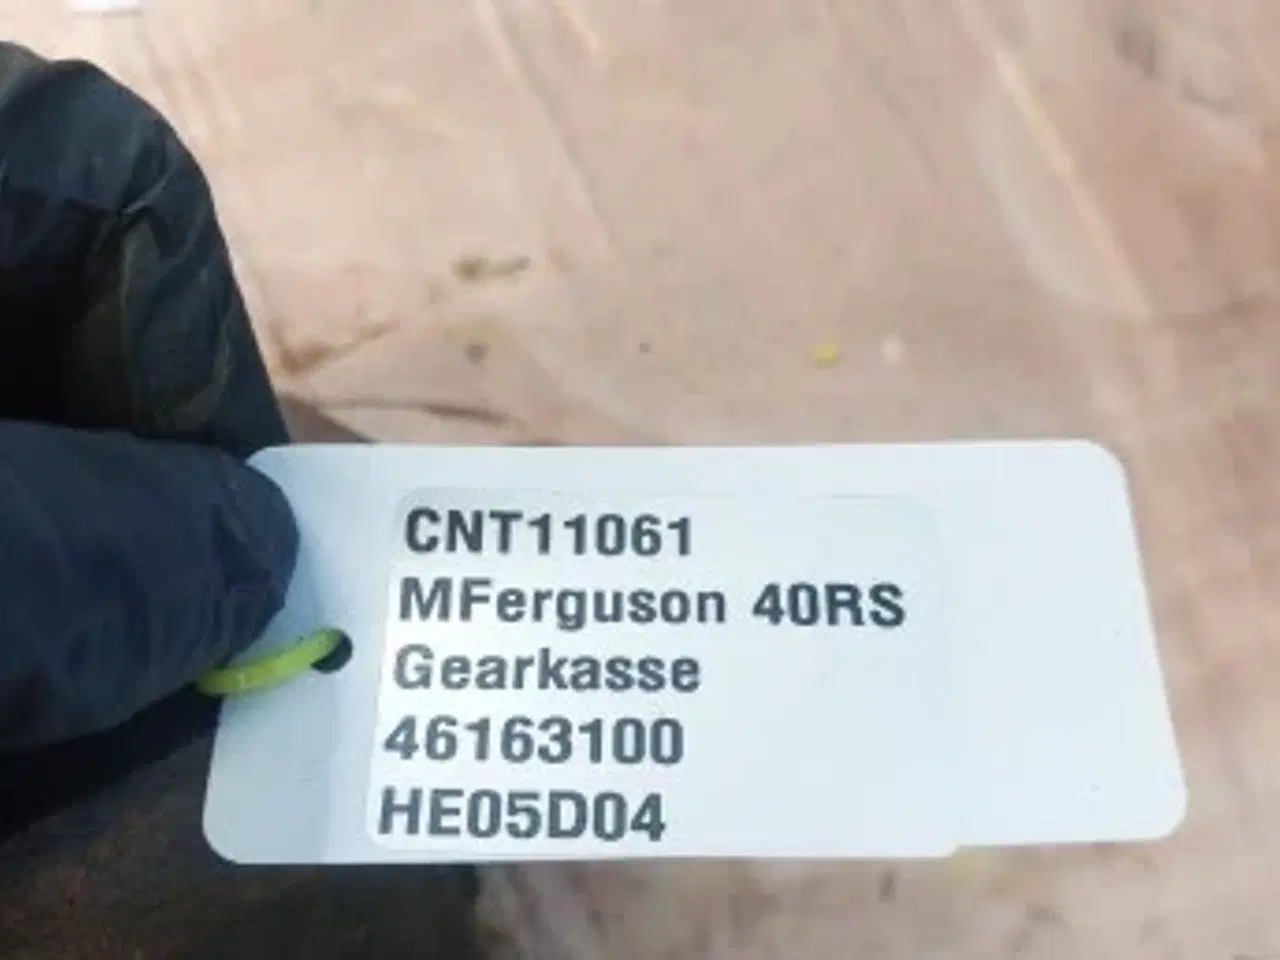 CNT11061
MFerguson 40RS
Gearkasse
46163100
HE05D04